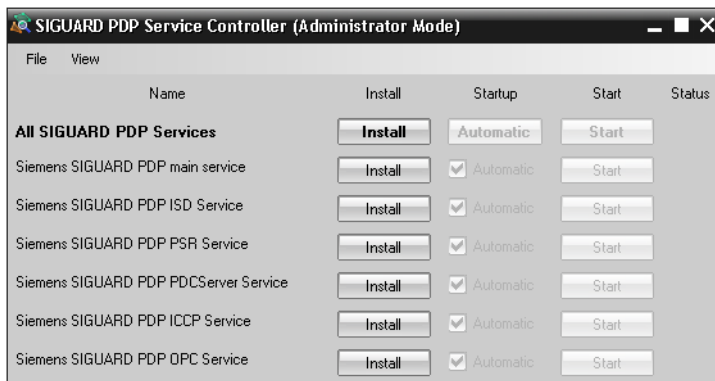 SIGUARD PDP Service Controller (Administrator Mode)
File View
Name Install Startup Start Status
All SIGUARD PDP Services Install Automatic Start
Siemens SIGUARD PDP main service Install Automatic Start
Siemens SIGUARD PDP ISD Service Install Automatic Start
Siemens SIGUARD PDP PSR Service Install Automatic Start
Siemens SIGUARD PDP PDCServer Service Install Automatic Start
Siemens SIGUARD PDP ICCP Service Install Automatic Start
Siemens SIGUARD PDP OPC Service Install Automatic Start